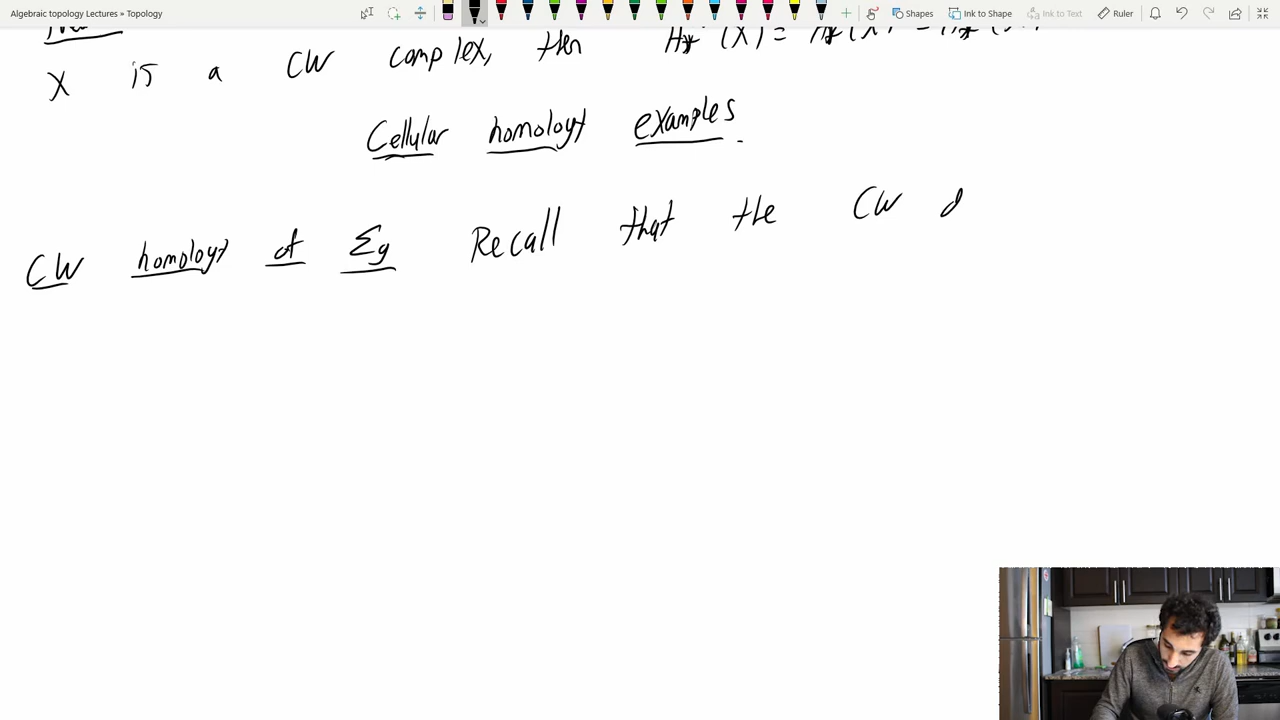 Algebraic topology Lectures » Topology
Shapes Ink to Shape Ink to Text Ruler
X is a CW complex, then
Cellular homology examples.
CW homology of Σg Recall that the CW d